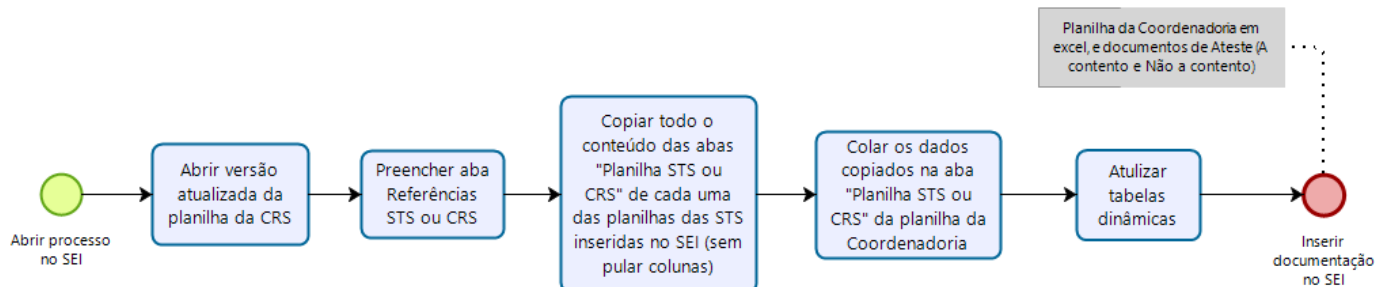 Planilha da Coordenadoria em
excel, e documentos de Ateste (A
contento e Não a contento)
Abrir processo
no SEI
Abrir versão
atualizada da
planilha da CRS
Preencher aba
Referências
STS ou CRS
Copiar todo o
conteúdo das abas
"Planilha STS ou
CRS" de cada uma
das planilhas das STS
inseridas no SEI (sem
pular colunas)
Colar os dados
copiados na aba
"Planilha STS ou
CRS" da planilha da
Coordenadoria
Atulizar
tabelas
dinâmicas
Inserir
documentação
no SEI